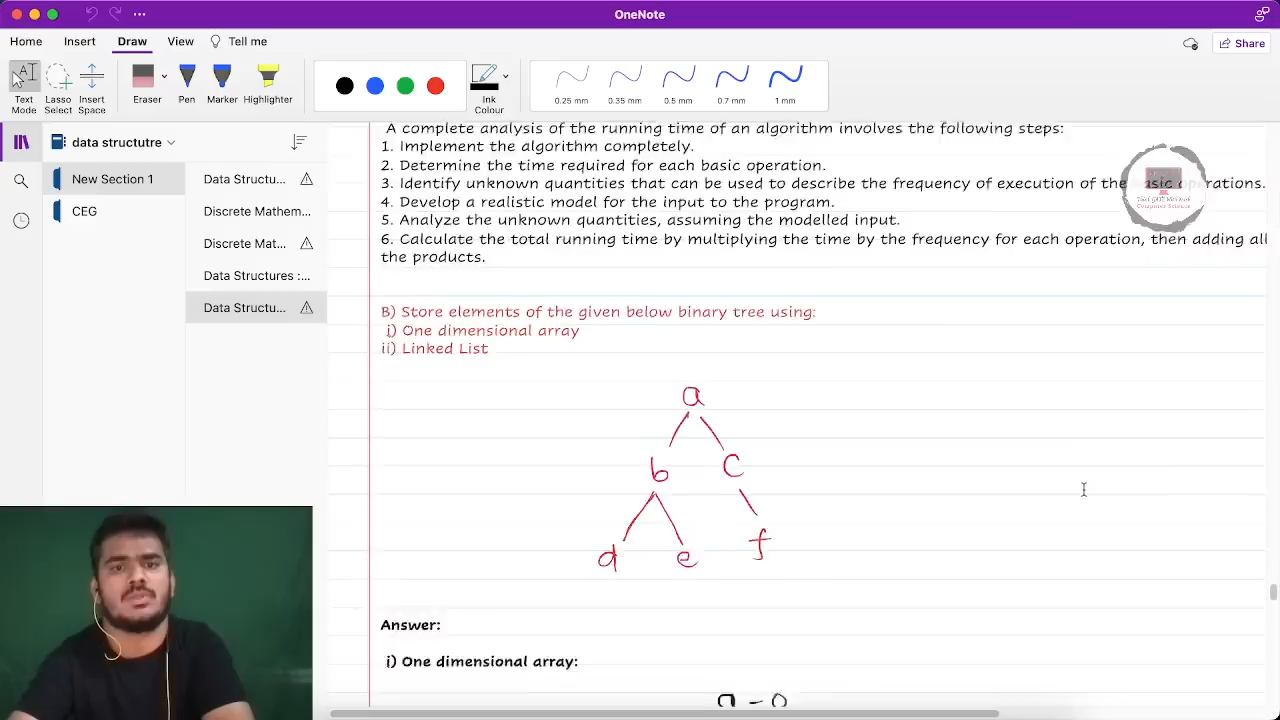 OneNote
Home Insert Draw View Tell me
Share
Text Mode
Lasso Select
Insert Space
Eraser
Pen
Marker
Highlighter
Ink Colour
0.25 mm 0.35 mm 0.5 mm 0.7 mm 1 mm
data structutre
New Section 1
CEG
Data Structu...
Discrete Mathem...
Discrete Mat...
Data Structures :...
Data Structu...
A complete analysis of the running time of an algorithm involves the following steps:
1. Implement the algorithm completely.
2. Determine the time required for each basic operation.
3. Identify unknown quantities that can be used to describe the frequency of execution of the basic operations.
4. Develop a realistic model for the input to the program.
5. Analyze the unknown quantities, assuming the modelled input.
6. Calculate the total running time by multiplying the time by the frequency for each operation, then adding all
the products.
B) Store elements of the given below binary tree using:
i) One dimensional array
ii) Linked List
a
b c
d e f
Answer:
i) One dimensional array:
a - 0